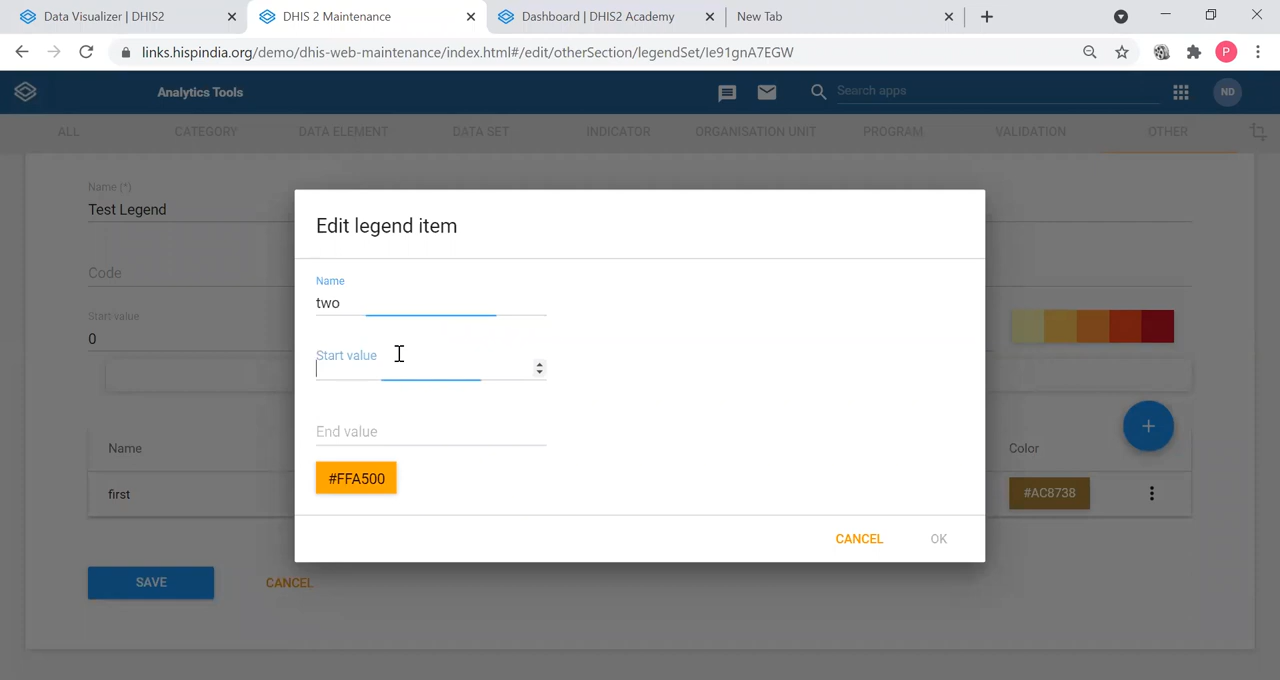 Data Visualizer | DHIS2
DHIS 2 Maintenance
Dashboard | DHIS2 Academy
New Tab
links.hispindia.org/demo/dhis-web-maintenance/index.html#/edit/otherSection/legendSet/Ie91gnA7EGW
P
Analytics Tools
Search apps
ND
ALL
CATEGORY
DATA ELEMENT
DATA SET
INDICATOR
ORGANISATION UNIT
PROGRAM
VALIDATION
OTHER
Name (*)
Test Legend
Code
Start value
0
Edit legend item
Name
two
Start value
End value
#FFA500
CANCEL
OK
Name
Color
first
#AC8738
SAVE
CANCEL